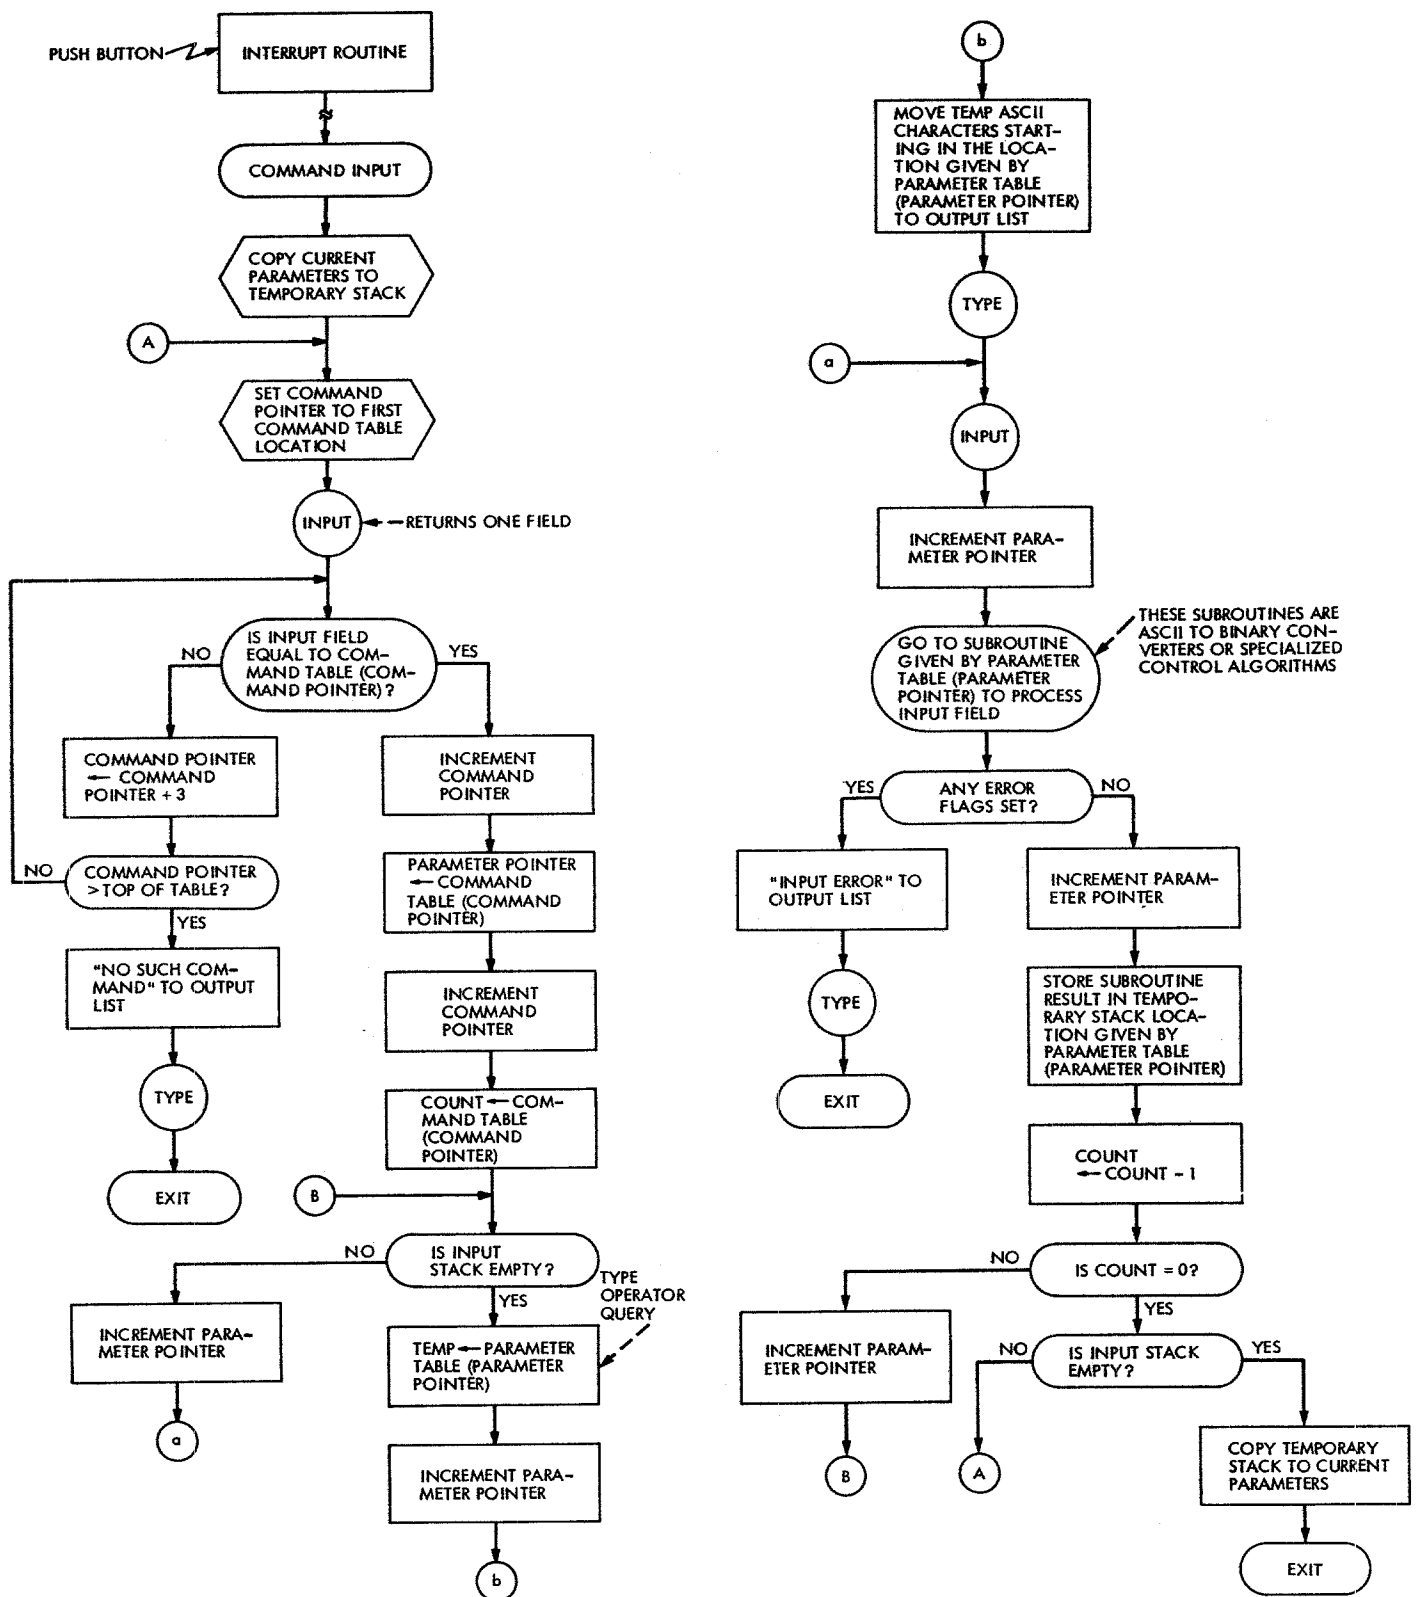 PUSH BUTTON
INTERRUPT ROUTINE
COMMAND INPUT
COPY CURRENT
PARAMETERS TO
TEMPORARY STACK
A
SET COMMAND
POINTER TO FIRST
COMMAND TABLE
LOCATION
INPUT
RETURNS ONE FIELD
IS INPUT FIELD
EQUAL TO COM-
MAND TABLE (COM-
MAND POINTER)?
NO
YES
COMMAND POINTER
← COMMAND
POINTER + 3
COMMAND POINTER
> TOP OF TABLE?
NO
YES
"NO SUCH COM-
MAND" TO OUTPUT
LIST
TYPE
EXIT
INCREMENT
COMMAND
POINTER
PARAMETER POINTER
← COMMAND
TABLE (COMMAND
POINTER)
INCREMENT
COMMAND
POINTER
COUNT ← COM-
MAND TABLE
(COMMAND
POINTER)
B
IS INPUT
STACK EMPTY?
NO
YES
TYPE
OPERATOR
QUERY
INCREMENT PARA-
METER POINTER
a
TEMP ← PARAMETER
TABLE (PARAMETER
POINTER)
INCREMENT PARA-
METER POINTER
b
b
MOVE TEMP ASCII
CHARACTERS START-
ING IN THE LOCA-
TION GIVEN BY
PARAMETER TABLE
(PARAMETER POINTER)
TO OUTPUT LIST
TYPE
a
INPUT
INCREMENT PARA-
METER POINTER
GO TO SUBROUTINE
GIVEN BY PARAMETER
TABLE (PARAMETER
POINTER) TO PROCESS
INPUT FIELD
THESE SUBROUTINES ARE
ASCII TO BINARY CON-
VERTERS OR SPECIALIZED
CONTROL ALGORITHMS
ANY ERROR
FLAGS SET?
YES
NO
"INPUT ERROR" TO
OUTPUT LIST
TYPE
EXIT
INCREMENT PARAM-
ETER POINTER
STORE SUBROUTINE
RESULT IN TEMPO-
RARY STACK LOCA-
TION GIVEN BY
PARAMETER TABLE
(PARAMETER POINTER)
COUNT
← COUNT - 1
IS COUNT = 0?
NO
YES
INCREMENT PARAM-
ETER POINTER
B
IS INPUT STACK
EMPTY?
NO
YES
A
COPY TEMPORARY
STACK TO CURRENT
PARAMETERS
EXIT